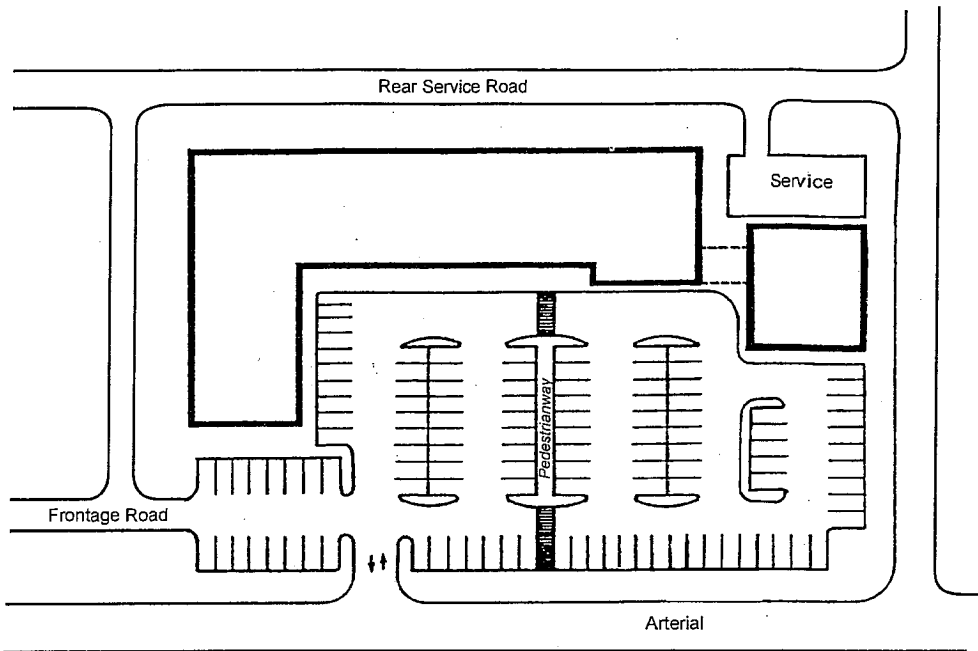 Rear Service Road
Service
Pedestrianway
Frontage Road
Arterial